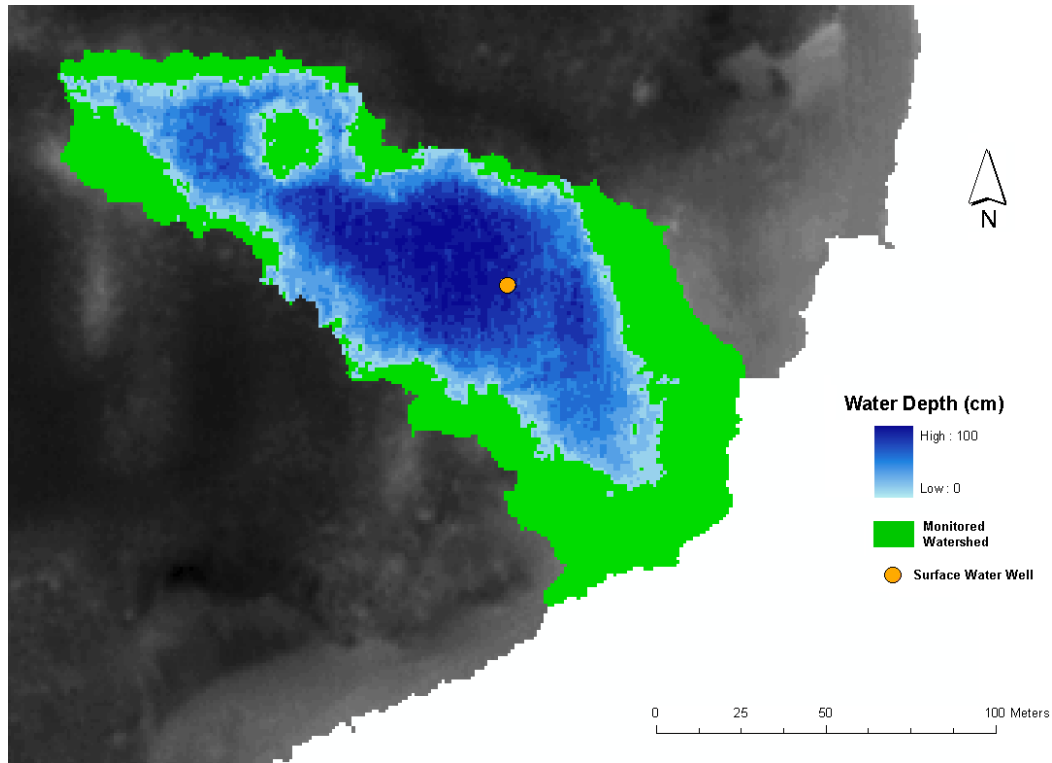 N
Water Depth (cm)
High : 100
Low : 0
Monitored
Watershed
Surface Water Well
0 25 50 100 Meters